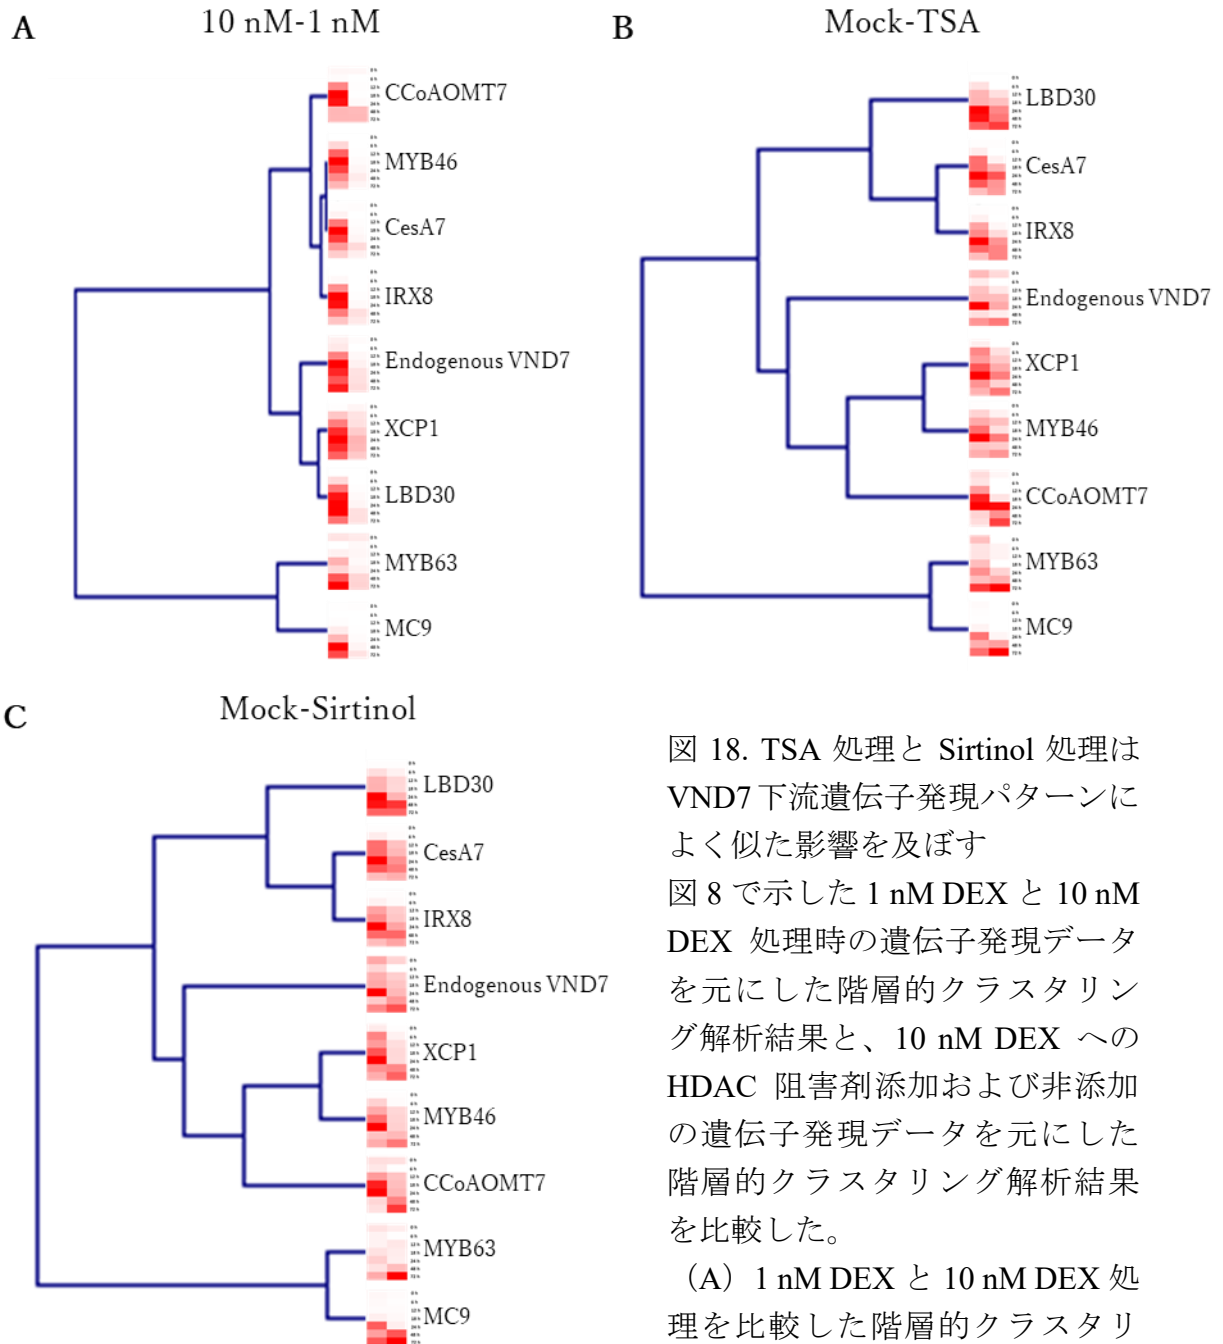 A
10 nM-1 nM
CCoAOMT7
MYB46
CesA7
IRX8
Endogenous VND7
XCP1
LBD30
MYB63
MC9
B
Mock-TSA
LBD30
CesA7
IRX8
Endogenous VND7
XCP1
MYB46
CCoAOMT7
MYB63
MC9
C
Mock-Sirtinol
LBD30
CesA7
IRX8
Endogenous VND7
XCP1
MYB46
CCoAOMT7
MYB63
MC9
図 18. TSA 処理と Sirtinol 処理は
VND7 下流遺伝子発現パターンに
よく似た影響を及ぼす
図 8 で示した 1 nM DEX と 10 nM
DEX 処理時の遺伝子発現データ
を元にした階層的クラスタリン
グ解析結果と、10 nM DEX への
HDAC 阻害剤添加および非添加
の遺伝子発現データを元にした
階層的クラスタリング解析結果
を比較した。
（A）1 nM DEX と 10 nM DEX 処
理を比較した階層的クラスタリ